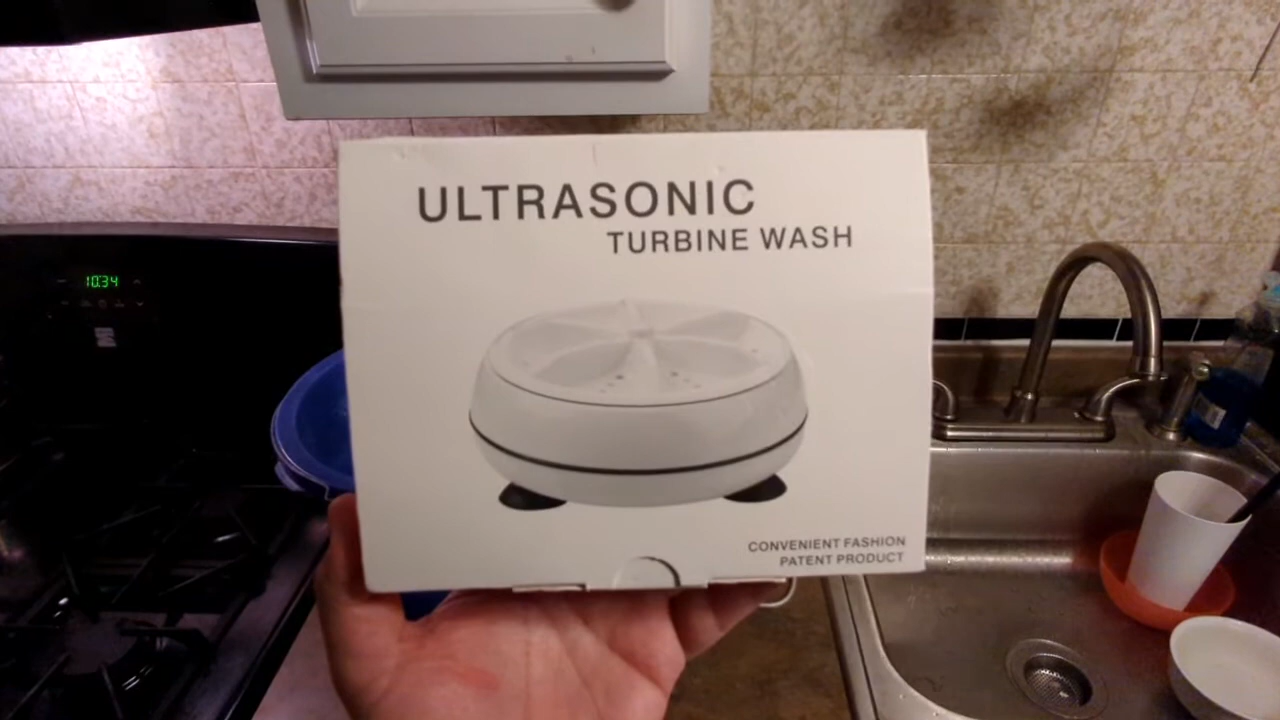 ULTRASONIC
TURBINE WASH
CONVENIENT FASHION
PATENT PRODUCT
10:34